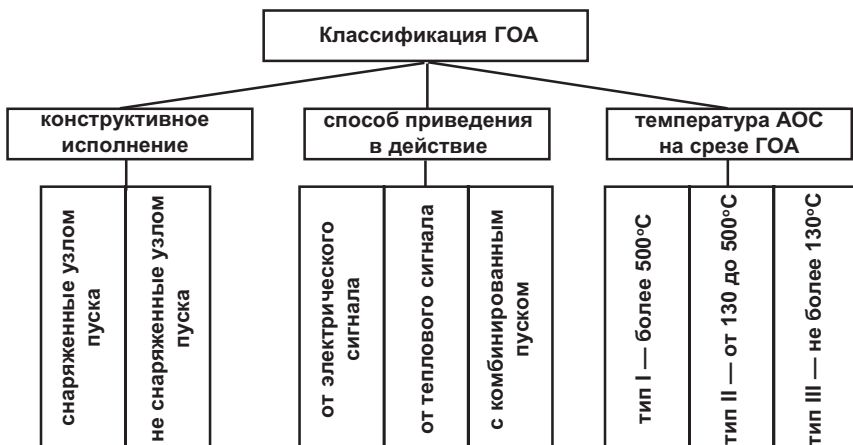 Классификация ГОА
конструктивное
исполнение
способ приведения
в действие
температура АОС
на срезе ГОА
снаряженные узлом
пуска
не снаряженные узлом
пуска
от электрического
сигнала
от теплового сигнала
с комбинированным
пуском
тип I — более 500°C
тип II — от 130 до 500°C
тип III — не более 130°C